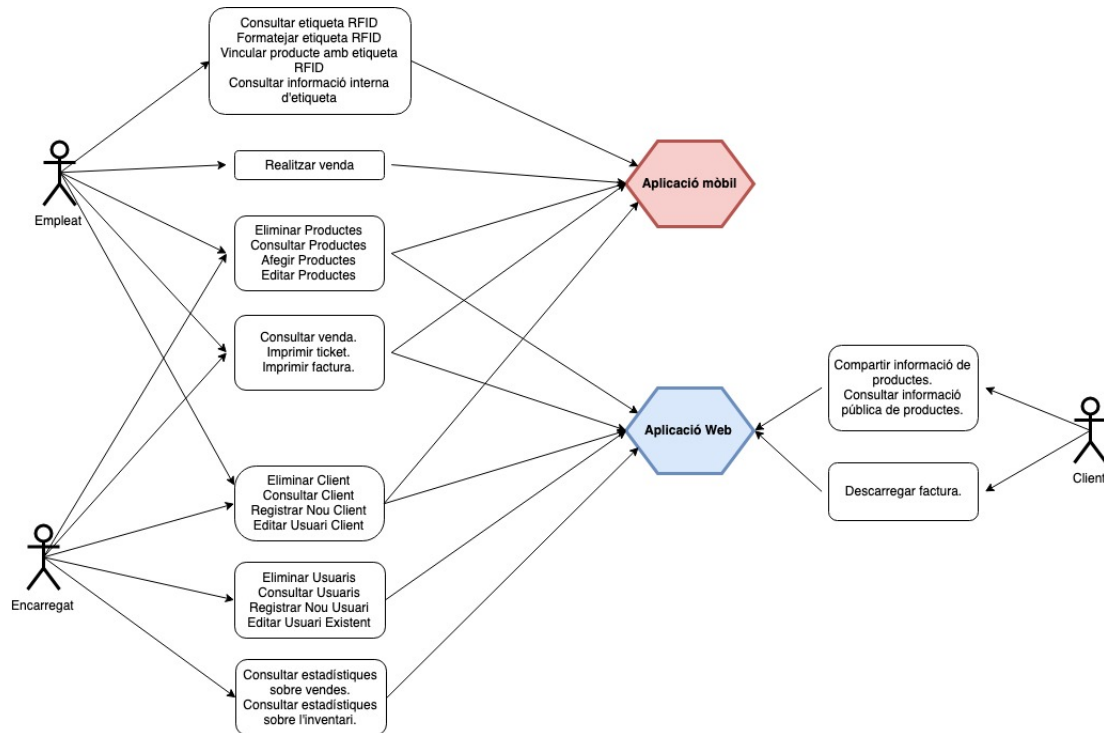 Consultar etiqueta RFID
Formatejar etiqueta RFID
Vincular producte amb etiqueta
RFID
Consultar informació interna
d'etiqueta
Empleat
Realitzar venda
Aplicació mòbil
Eliminar Productes
Consultar Productes
Afegir Productes
Editar Productes
Consultar venda.
Imprimir ticket.
Imprimir factura.
Aplicació Web
Compartir informació de
productes.
Consultar informació
pública de productes.
Client
Descarregar factura.
Eliminar Client
Consultar Client
Registrar Nou Client
Editar Usuari Client
Encarregat
Eliminar Usuaris
Consultar Usuaris
Registrar Nou Usuari
Editar Usuari Existent
Consultar estadístiques
sobre vendes.
Consultar estadístiques
sobre l'inventari.